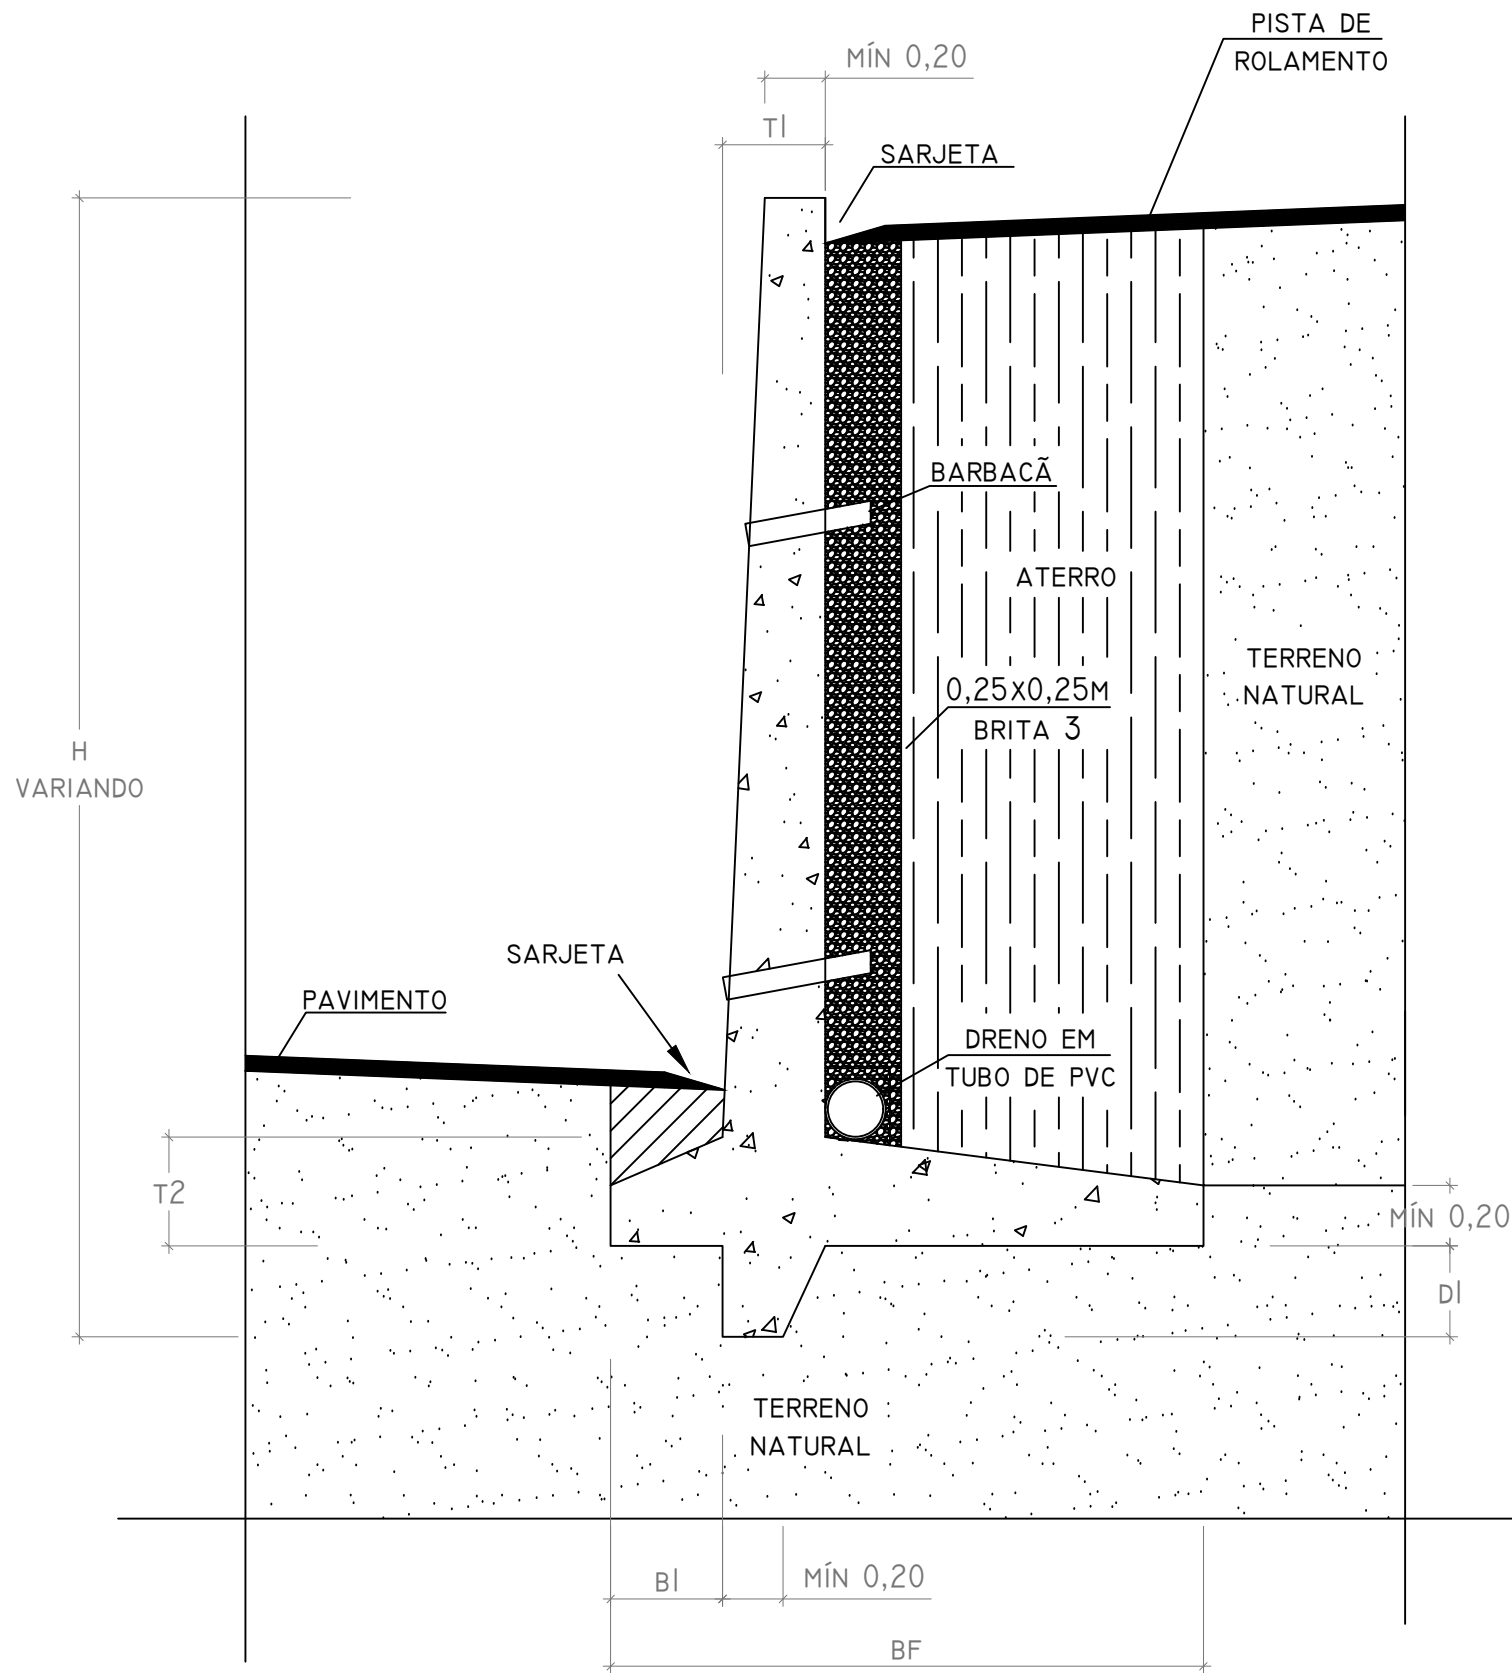 PISTA DE
ROLAMENTO
MÍN 0,20
T1
SARJETA
BARBACÃ
ATERRO
TERRENO
NATURAL
0,25X0,25M
BRITA 3
H
VARIANDO
SARJETA
PAVIMENTO
DRENO EM
TUBO DE PVC
T2
MÍN 0,20
D1
TERRENO
NATURAL
B1
MÍN 0,20
BF